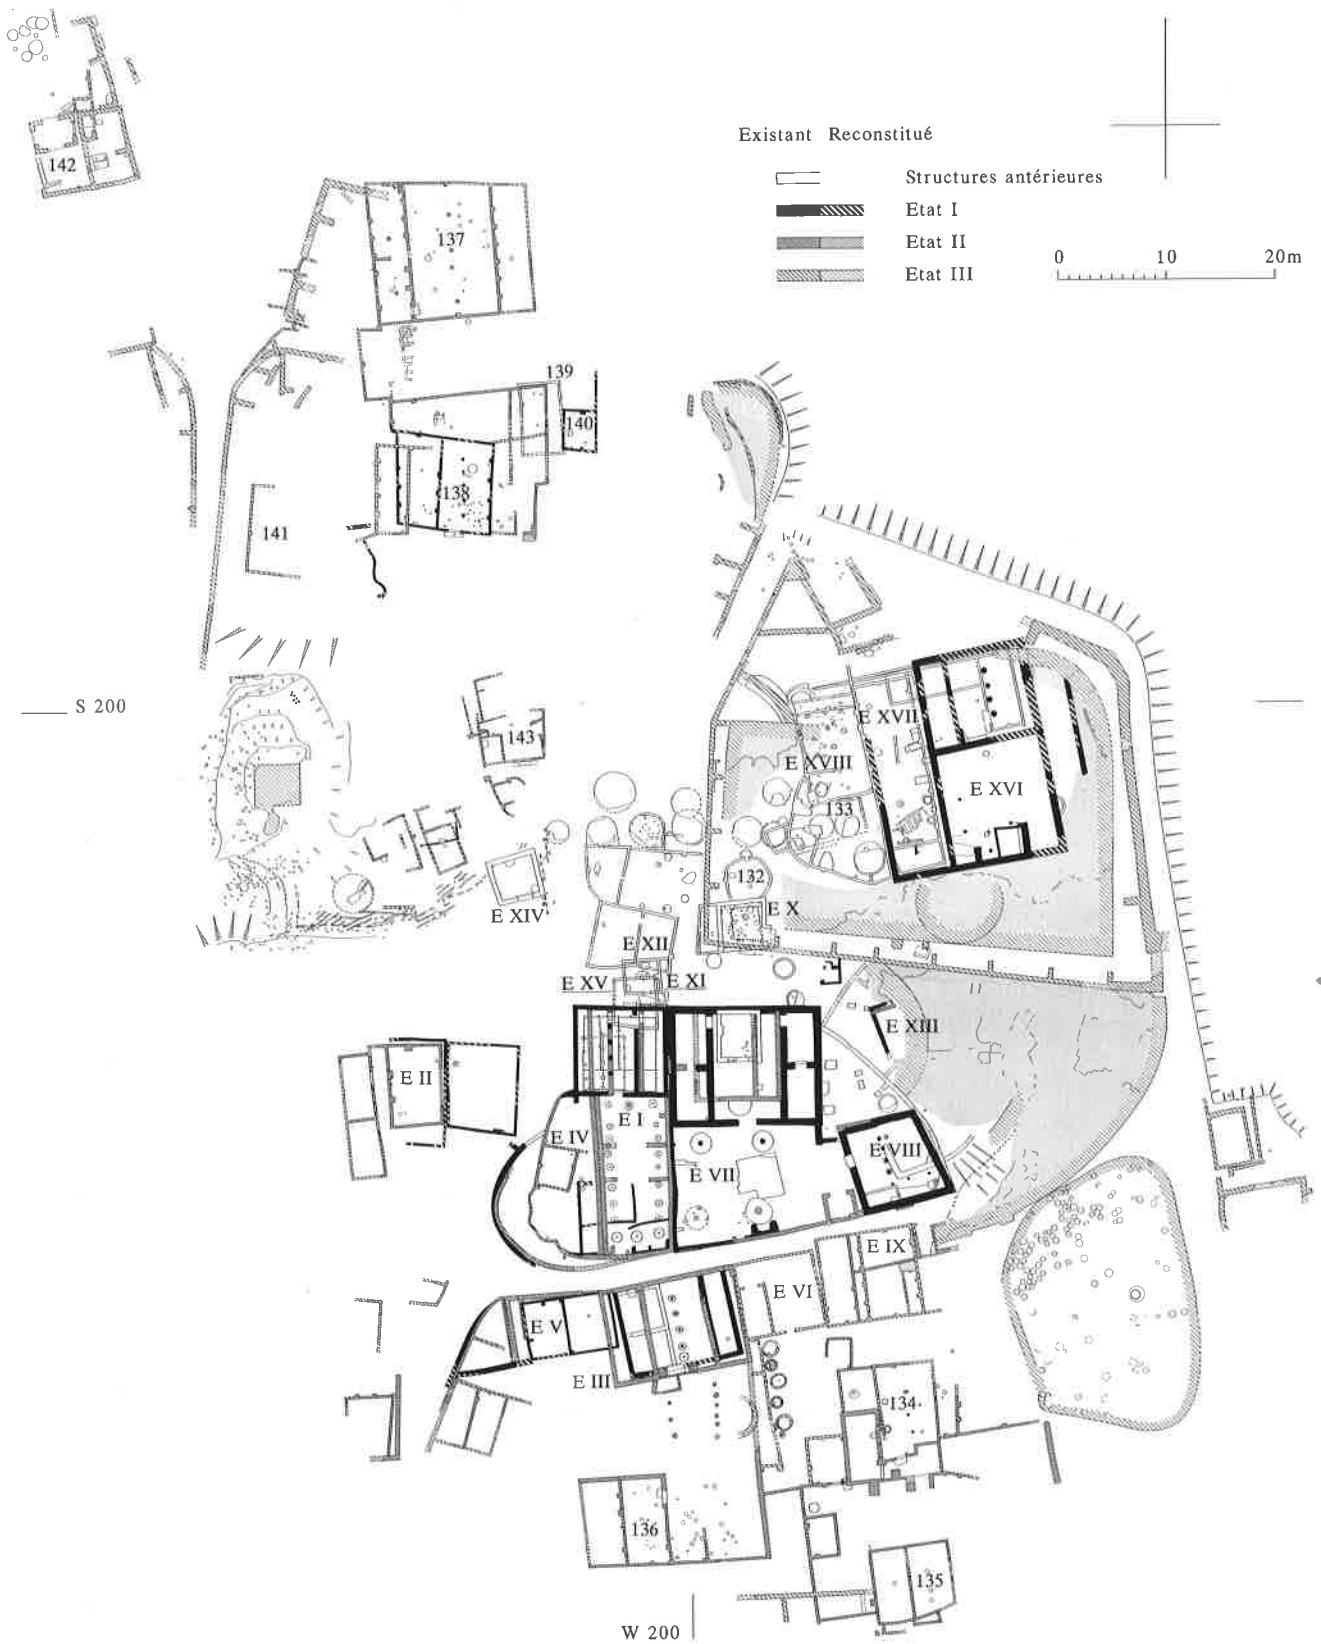 Existant Reconstitué
Structures antérieures
Etat I
Etat II
Etat III
0 10 20m
142
137
139
140
138
141
S 200
143
E XVII
E XVIII
E XVI
133
132
E X
E XIV
E XII
E XV
E XI
E XIII
E II
E I
E IV
E VIII
E VII
E IX
E VI
E V
E III
134
136
135
W 200